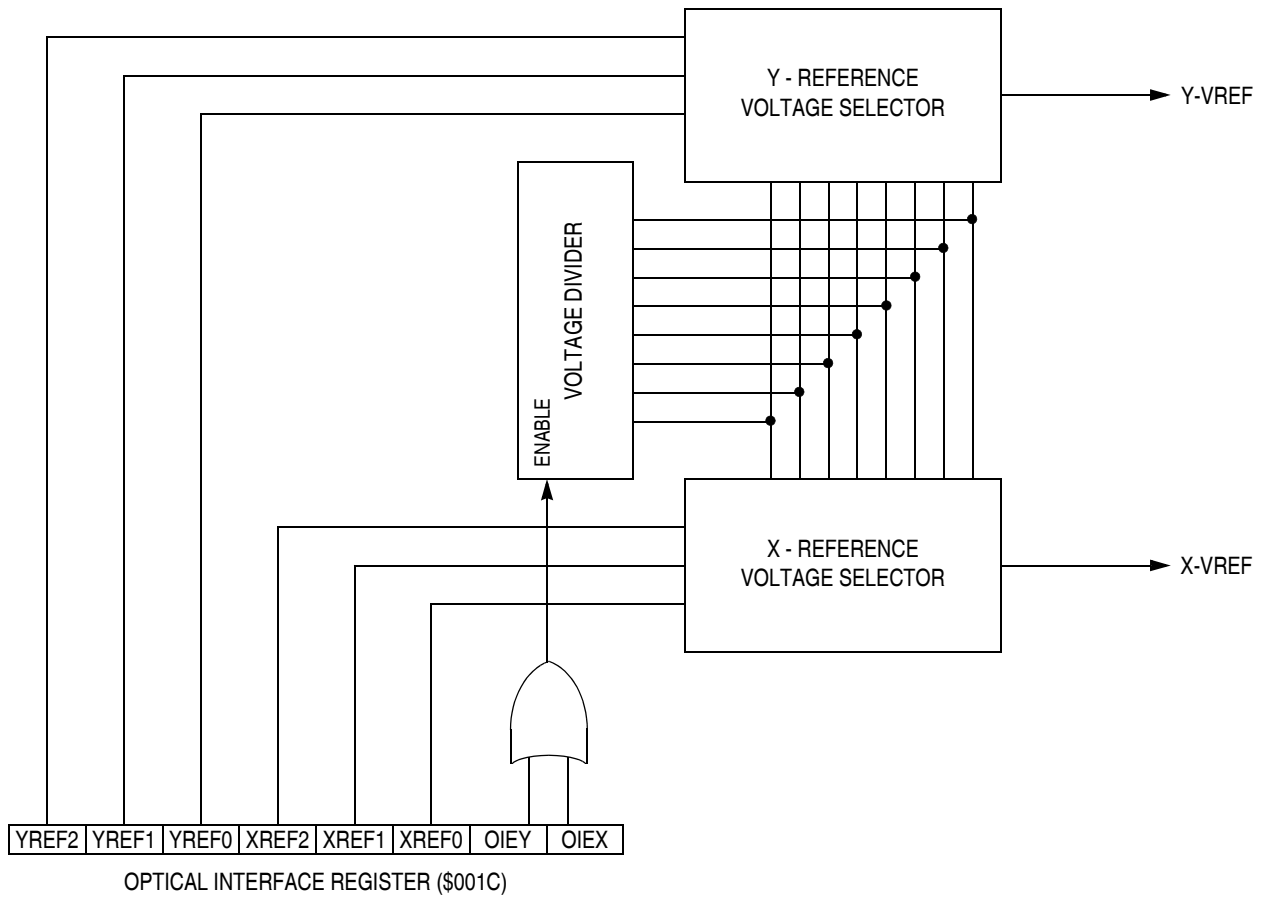 Y - REFERENCE
VOLTAGE SELECTOR
Y-VREF
VOLTAGE DIVIDER
ENABLE
X - REFERENCE
VOLTAGE SELECTOR
X-VREF
YREF2 YREF1 YREF0 XREF2 XREF1 XREF0 OIEY OIEX
OPTICAL INTERFACE REGISTER ($001C)